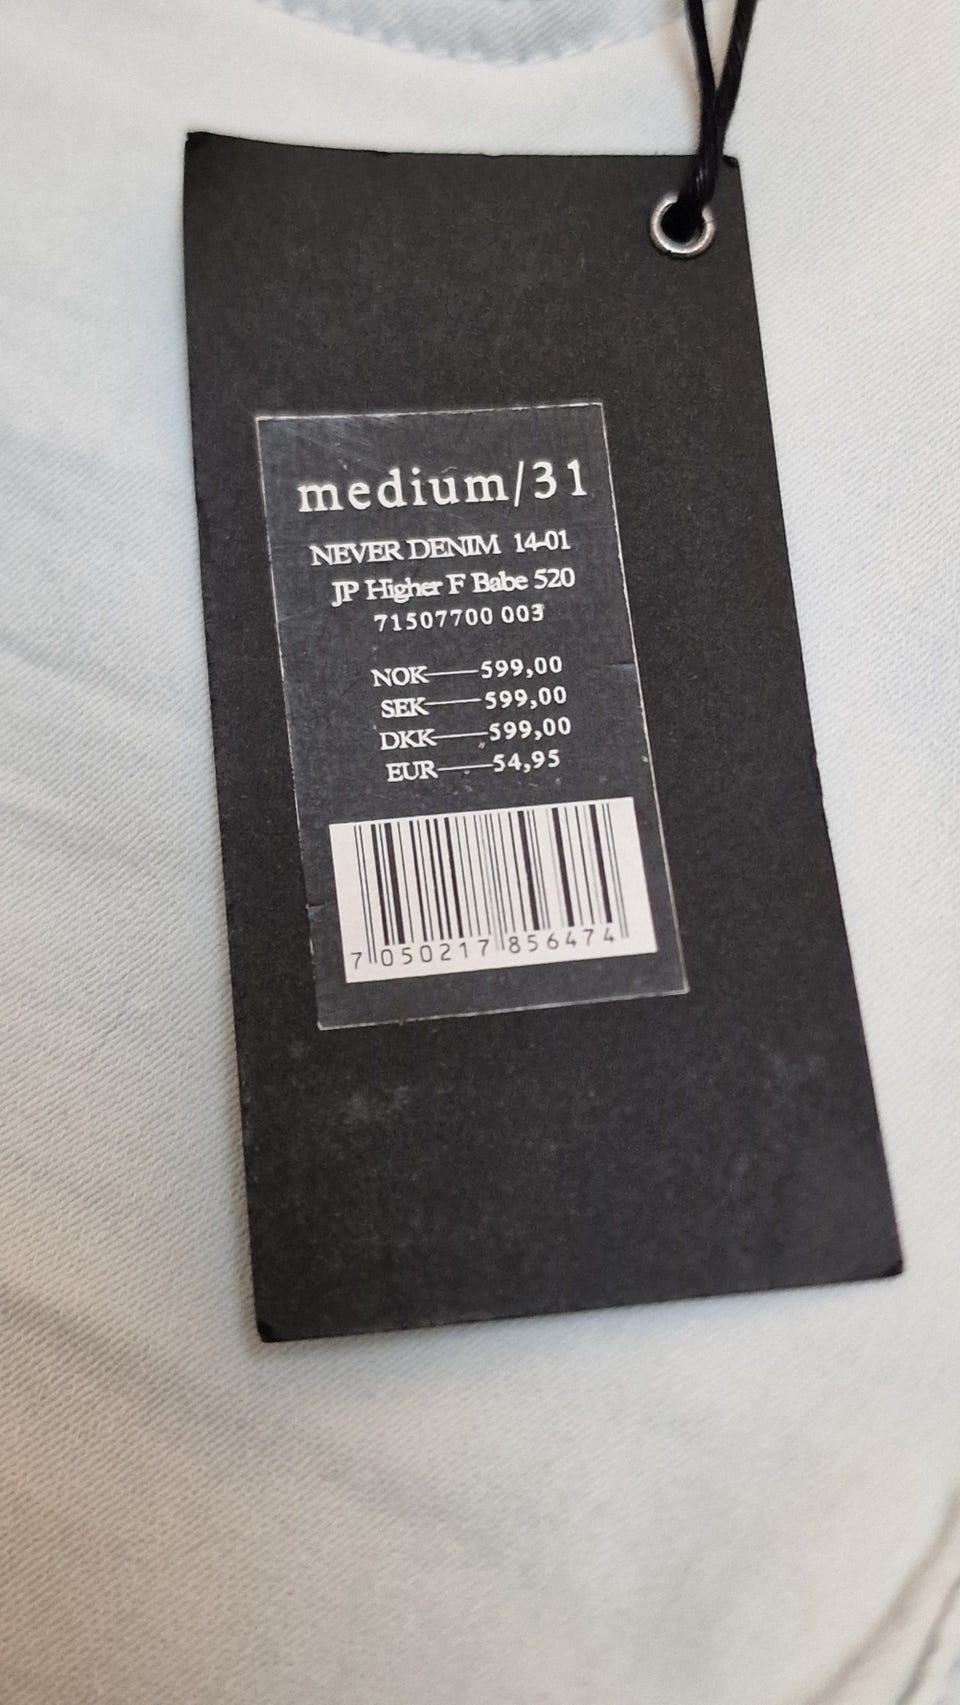 medium/31
NEVER DENIM 14-01
JP Higher F Babe 520
71507700 003
NOK——599,00
SEK——599,00
DKK——599,00
EUR——54,95
7 050217 856474